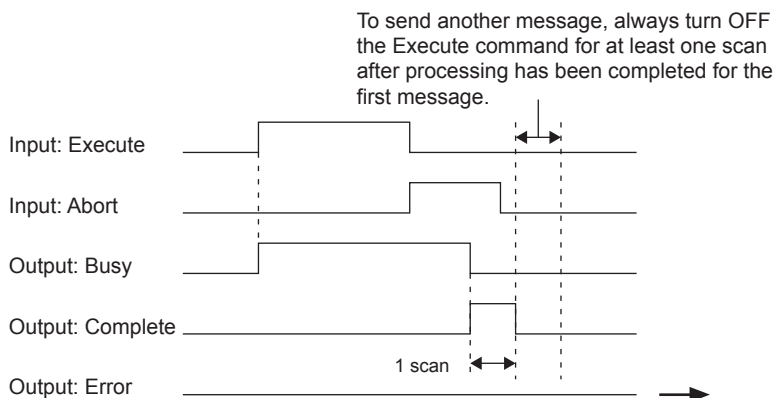 To send another message, always turn OFF
the Execute command for at least one scan
after processing has been completed for the
first message.
Input: Execute
Input: Abort
Output: Busy
Output: Complete
1 scan
Output: Error